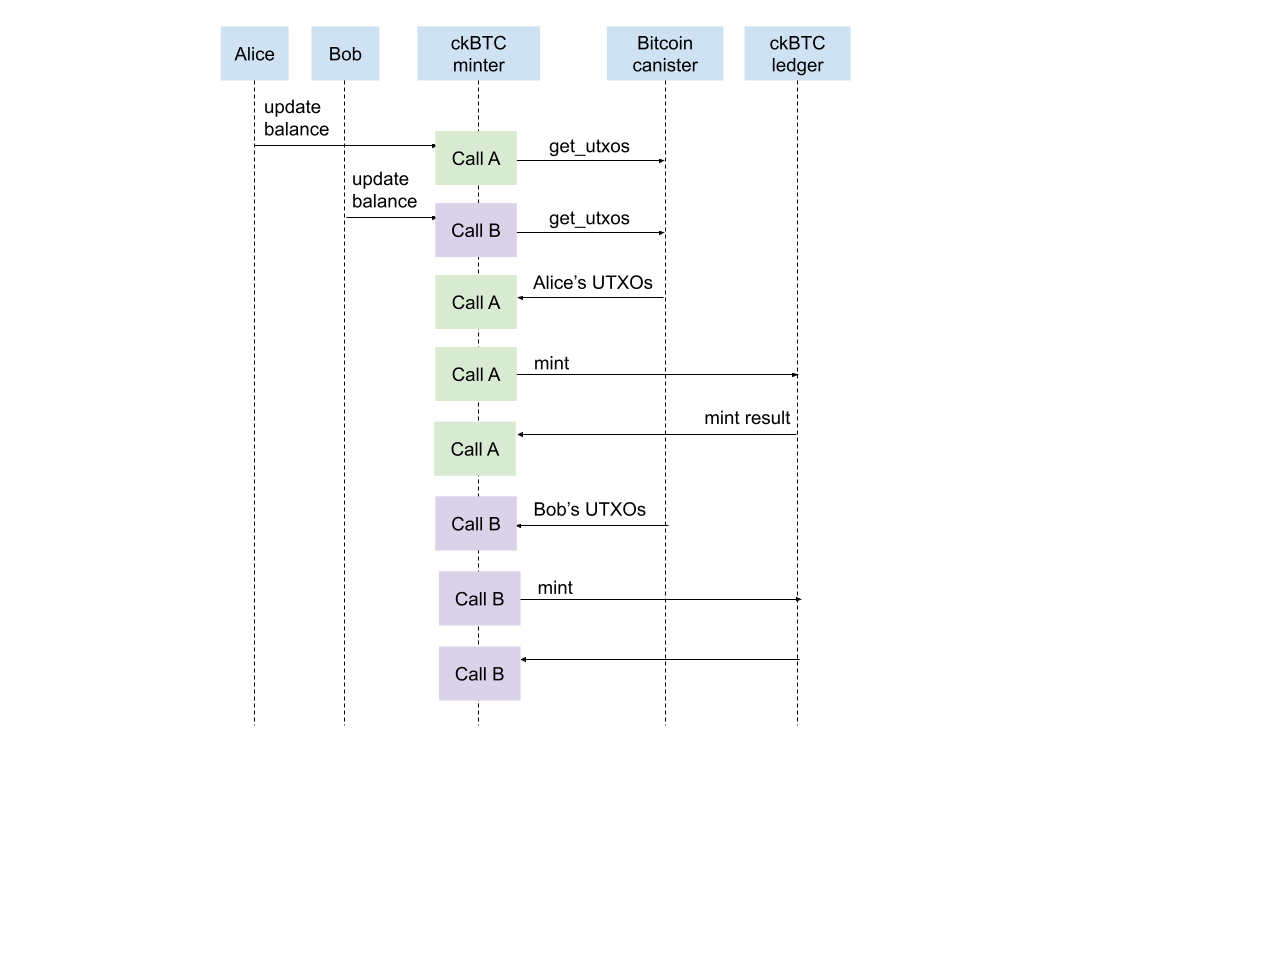 Alice
Bob
ckBTC
minter
Bitcoin
canister
ckBTC
ledger
update
balance
Call A
get_utxos
update
balance
Call B
get_utxos
Call A
Alice’s UTXOs
Call A
mint
Call A
mint result
Call B
Bob’s UTXOs
Call B
mint
Call B